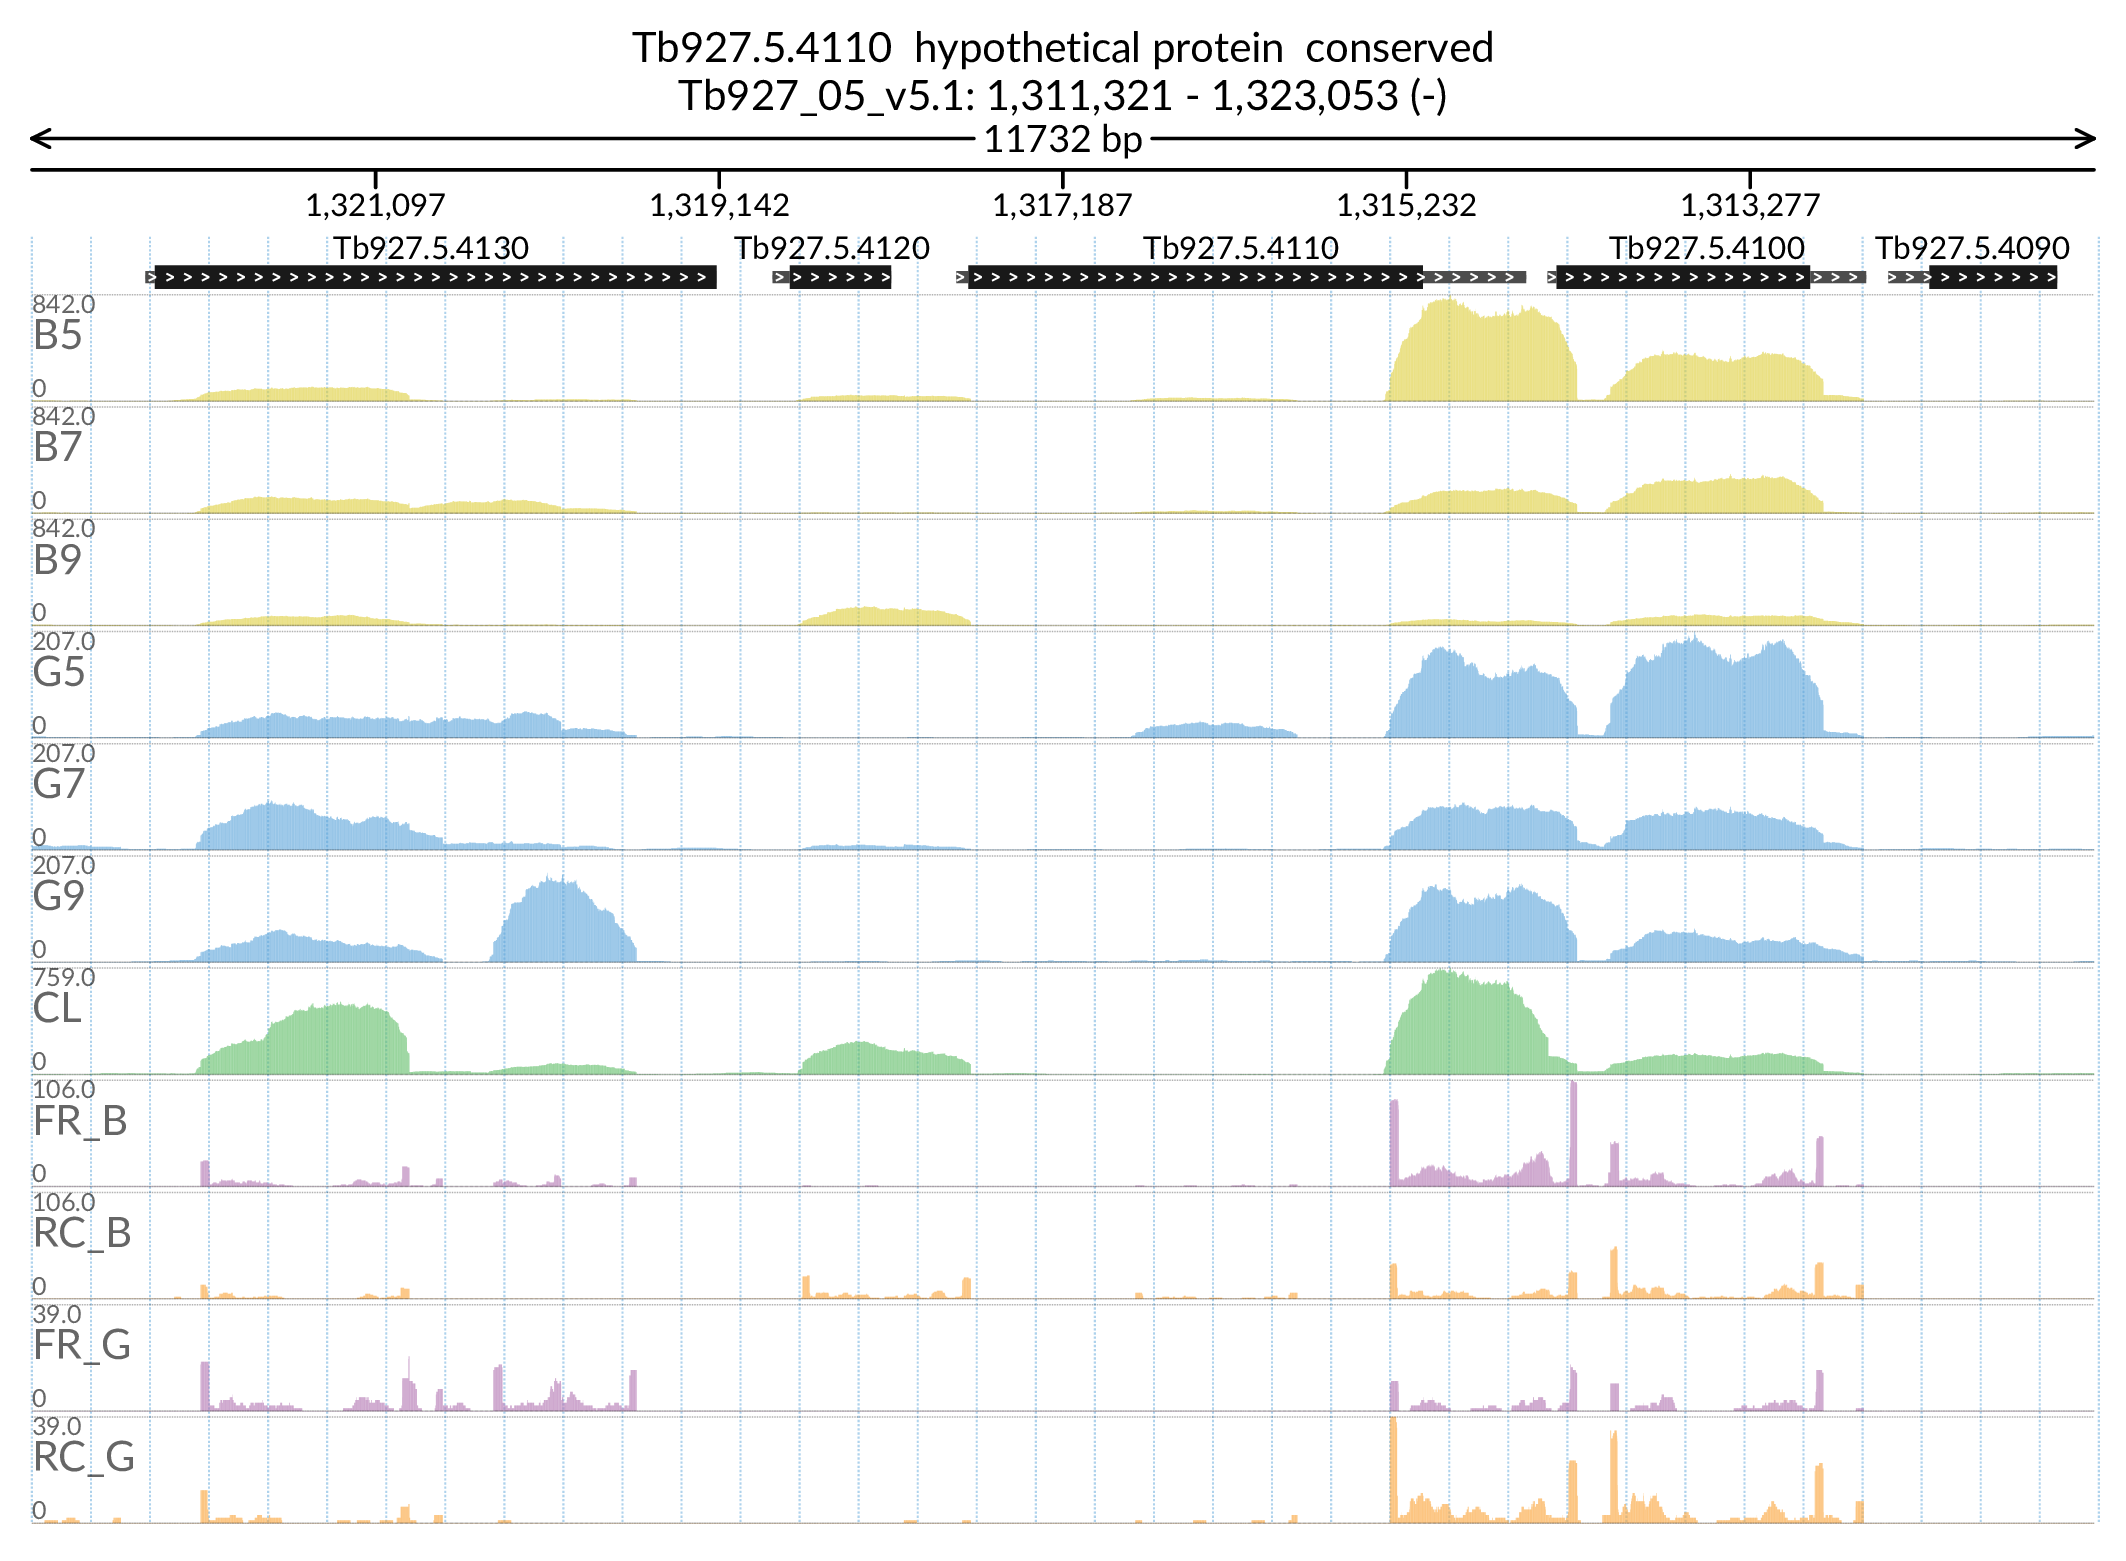 Tb927.5.4110  hypothetical protein  conserved
Tb927_05_v5.1: 1,311,321 - 1,323,053 (-)
11732 bp
1,321,097 1,319,142 1,317,187 1,315,232 1,313,277
Tb927.5.4130 Tb927.5.4120 Tb927.5.4110 Tb927.5.4100 Tb927.5.4090
842.0
B5
0
842.0
B7
0
842.0
B9
0
207.0
G5
0
207.0
G7
0
207.0
G9
0
759.0
CL
0
106.0
FR_B
0
106.0
RC_B
0
39.0
FR_G
0
39.0
RC_G
0